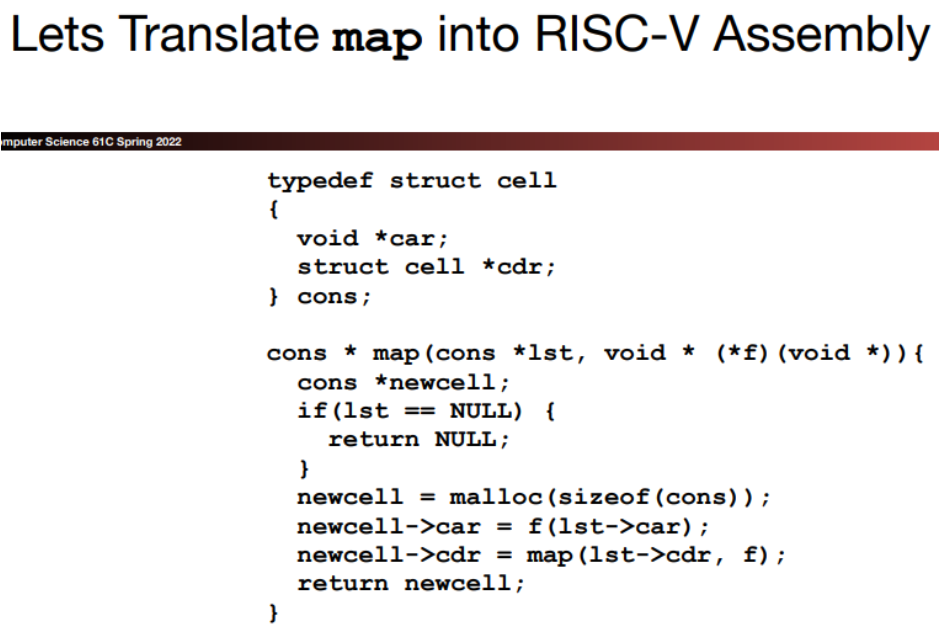 Lets Translate map into RISC-V Assembly
mputer Science 61C Spring 2022
typedef struct cell
{
  void *car;
  struct cell *cdr;
} cons;

cons * map(cons *lst, void * (*f)(void *)){
  cons *newcell;
  if(lst == NULL) {
    return NULL;
  }
  newcell = malloc(sizeof(cons));
  newcell->car = f(lst->car);
  newcell->cdr = map(lst->cdr, f);
  return newcell;
}